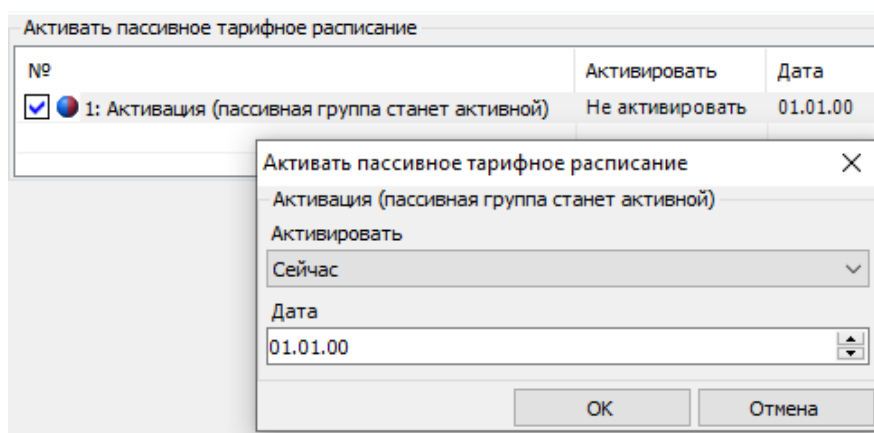 Активать пассивное тарифное расписание
№ Активировать Дата
1: Активация (пассивная группа станет активной) Не активировать 01.01.00
Активать пассивное тарифное расписание
Активация (пассивная группа станет активной)
Активировать
Сейчас
Дата
01.01.00
ОК Отмена